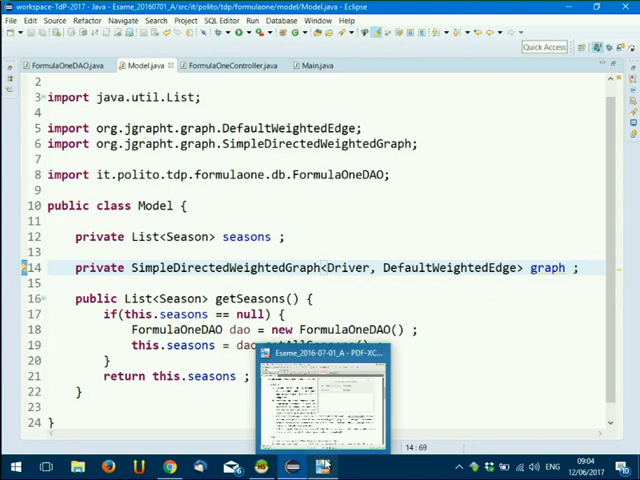 workspace-TdP-2017 - Java - Esame_20160701_A/src/it/polito/tdp/formulaone/model/Model.java - Eclipse
File Edit Source Refactor Navigate Search Project SQL Editor Run Database Window Help
Quick Access
FormulaOneDAO.java Model.java FormulaOneController.java Main.java
2
3 import java.util.List;
4
5 import org.jgrapht.graph.DefaultWeightedEdge;
6 import org.jgrapht.graph.SimpleDirectedWeightedGraph;
7
8 import it.polito.tdp.formulaone.db.FormulaOneDAO;
9
10 public class Model {
11
12 private List<Season> seasons ;
13
14 private SimpleDirectedWeightedGraph<Driver, DefaultWeightedEdge> graph ;
15
16 public List<Season> getSeasons() {
17 if(this.seasons == null) {
18 FormulaOneDAO dao = new FormulaOneDAO() ;
19 this.seasons = dao.getAllSeasons()
20 }
21 return this.seasons ;
22 }
23
24 }
Esame_2016-07-01_A - PDF-XC...
14 : 69
ENG
09:04
12/06/2017
10